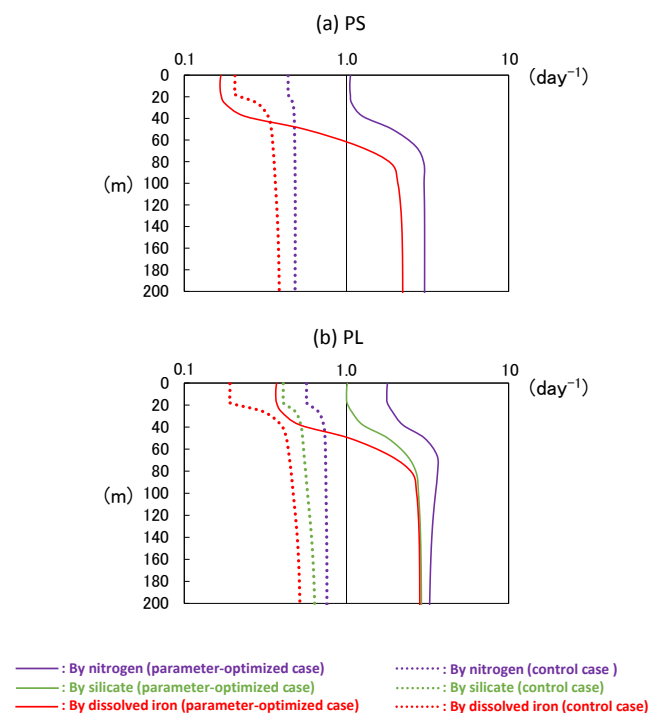 (a) PS
0.1 1.0 10
(day⁻¹)
0
20
40
60
80
(m)
100
120
140
160
180
200
(b) PL
0.1 1.0 10
(day⁻¹)
0
20
40
60
80
(m)
100
120
140
160
180
200
: By nitrogen (parameter-optimized case) : By nitrogen (control case )
: By silicate (parameter-optimized case) : By silicate (control case)
: By dissolved iron (parameter-optimized case) : By dissolved iron (control case)